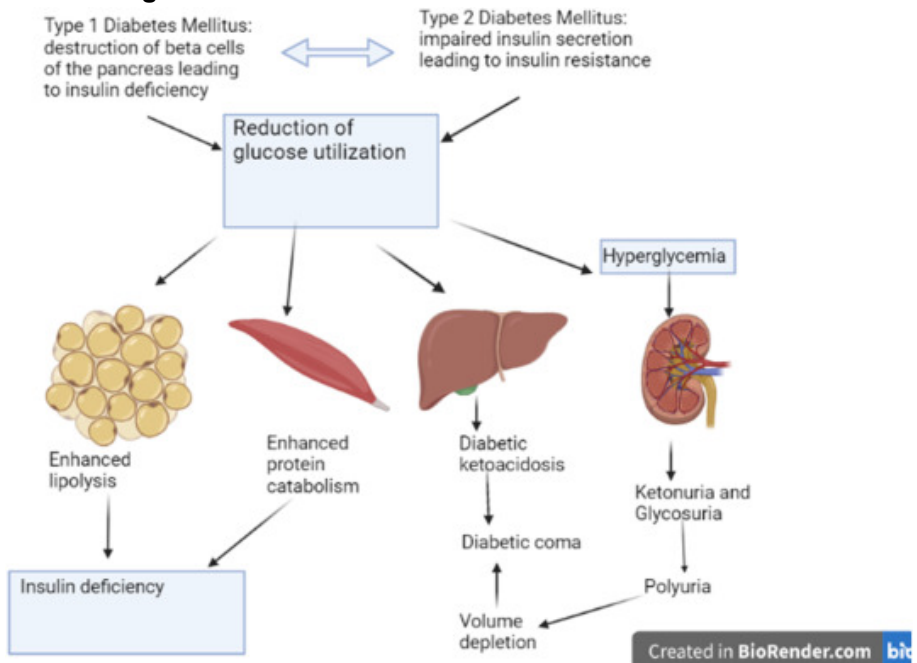 Type 1 Diabetes Mellitus:
destruction of beta cells
of the pancreas leading
to insulin deficiency
Type 2 Diabetes Mellitus:
impaired insulin secretion
leading to insulin resistance
Reduction of
glucose utilization
Hyperglycemia
Enhanced
lipolysis
Enhanced
protein
catabolism
Diabetic
ketoacidosis
Ketonuria and
Glycosuria
Diabetic coma
Insulin deficiency
Polyuria
Volume
depletion
Created in BioRender.com